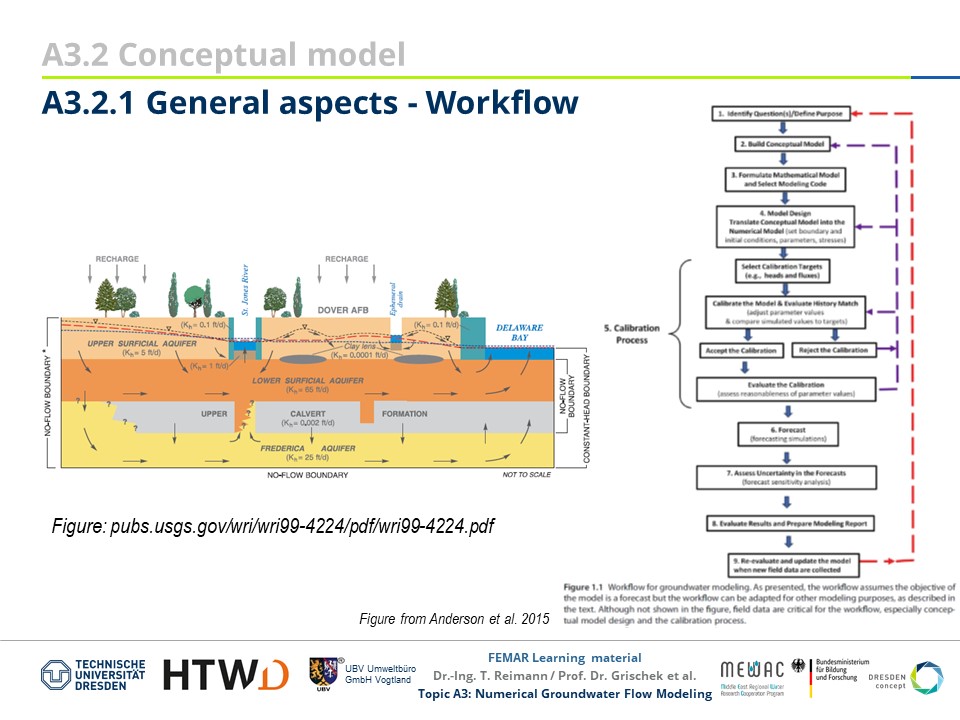 A3.2 Conceptual model
A3.2.1 General aspects - Workflow
RECHARGE
St. Jones River
RECHARGE
Ephemeral
drain
DOVER AFB
(Kh = 0.1 ft/d)
(Kh = 0.1 ft/d)
DELAWARE
BAY
UPPER SURFICIAL AQUIFER
(Kh = 5 ft/d)
Clay lens
(Kh = 0.0001 ft/d)
(Kh = 1 ft/d)
LOWER SURFICIAL AQUIFER
(Kh = 65 ft/d)
?
?
?
?
?
?
UPPER CALVERT FORMATION
(Kh = 0.002 ft/d)
FREDERICA AQUIFER
(Kh = 25 ft/d)
NO-FLOW BOUNDARY
NO-FLOW
BOUNDARY
CONSTANT-HEAD BOUNDARY
NO-FLOW BOUNDARY
NOT TO SCALE
Figure: pubs.usgs.gov/wri/wri99-4224/pdf/wri99-4224.pdf
1. Identify Question(s)/Define Purpose
2. Build Conceptual Model
3. Formulate Mathematical Model
and Select Modeling Code
4. Model Design
Translate Conceptual Model into the
Numerical Model (set boundary and
initial conditions, parameters, stresses)
Select Calibration Targets
(e.g., heads and fluxes)
5. Calibration
Process
Calibrate the Model & Evaluate History Match
(adjust parameter values
& compare simulated values to targets)
Accept the Calibration
Reject the Calibration
Evaluate the Calibration
(assess reasonableness of parameter values)
6. Forecast
(forecasting simulations)
7. Assess Uncertainty in the Forecasts
(forecast sensitivity analysis)
8. Evaluate Results and Prepare Modeling Report
9. Re-evaluate and update the model
when new field data are collected
Figure 1.1 Workflow for groundwater modeling. As presented, the workflow assumes the objective of
the model is a forecast but the workflow can be adapted for other modeling purposes, as described in
the text. Although not shown in the figure, field data are critical for the workflow, especially concep-
tual model design and the calibration process.
Figure from Anderson et al. 2015
TECHNISCHE
UNIVERSITÄT
DRESDEN
HTWD
UBV
®
UBV Umweltbüro
GmbH Vogtland
FEMAR Learning material
Dr.-Ing. T. Reimann / Prof. Dr. Grischek et al.
Topic A3: Numerical Groundwater Flow Modeling
MEWAC
Middle East Regional Water
Research Cooperation Program
Bundesministerium
für Bildung
und Forschung
DRESDEN
concept